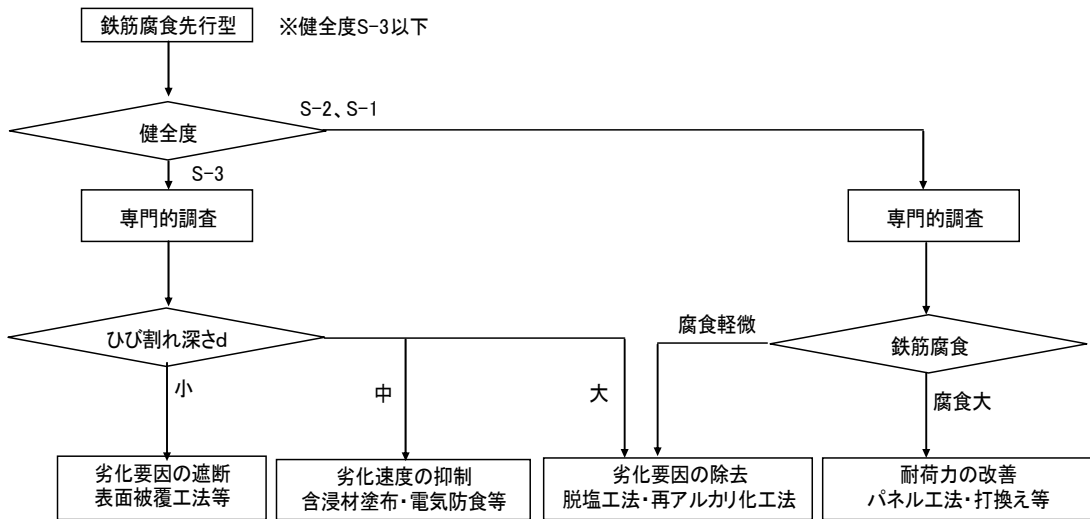 鉄筋腐食先行型
※健全度S-3以下
健全度
S-2、S-1
S-3
専門的調査
専門的調査
ひび割れ深さd
腐食軽微
鉄筋腐食
小
中
大
腐食大
劣化要因の遮断
表面被覆工法等
劣化速度の抑制
含浸材塗布・電気防食等
劣化要因の除去
脱塩工法・再アルカリ化工法
耐荷力の改善
パネル工法・打換え等